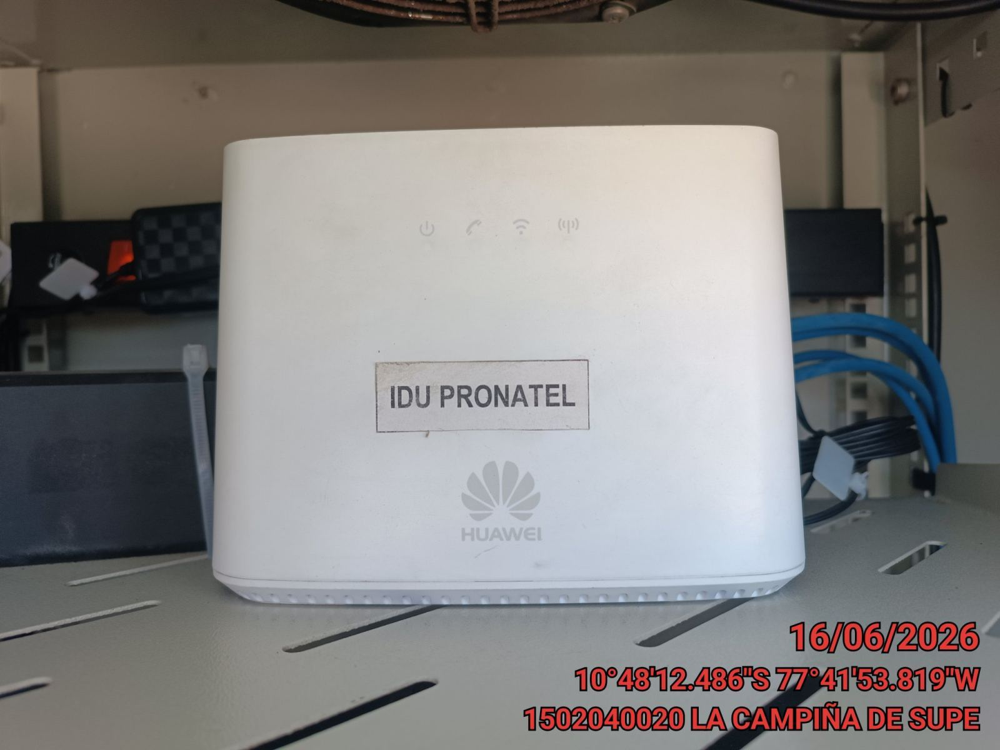 IDU PRONATEL
HUAWEI
16/06/2026
10°48'12.486"S 77°41'53.819"W
1502040020 LA CAMPIÑA DE SUPE